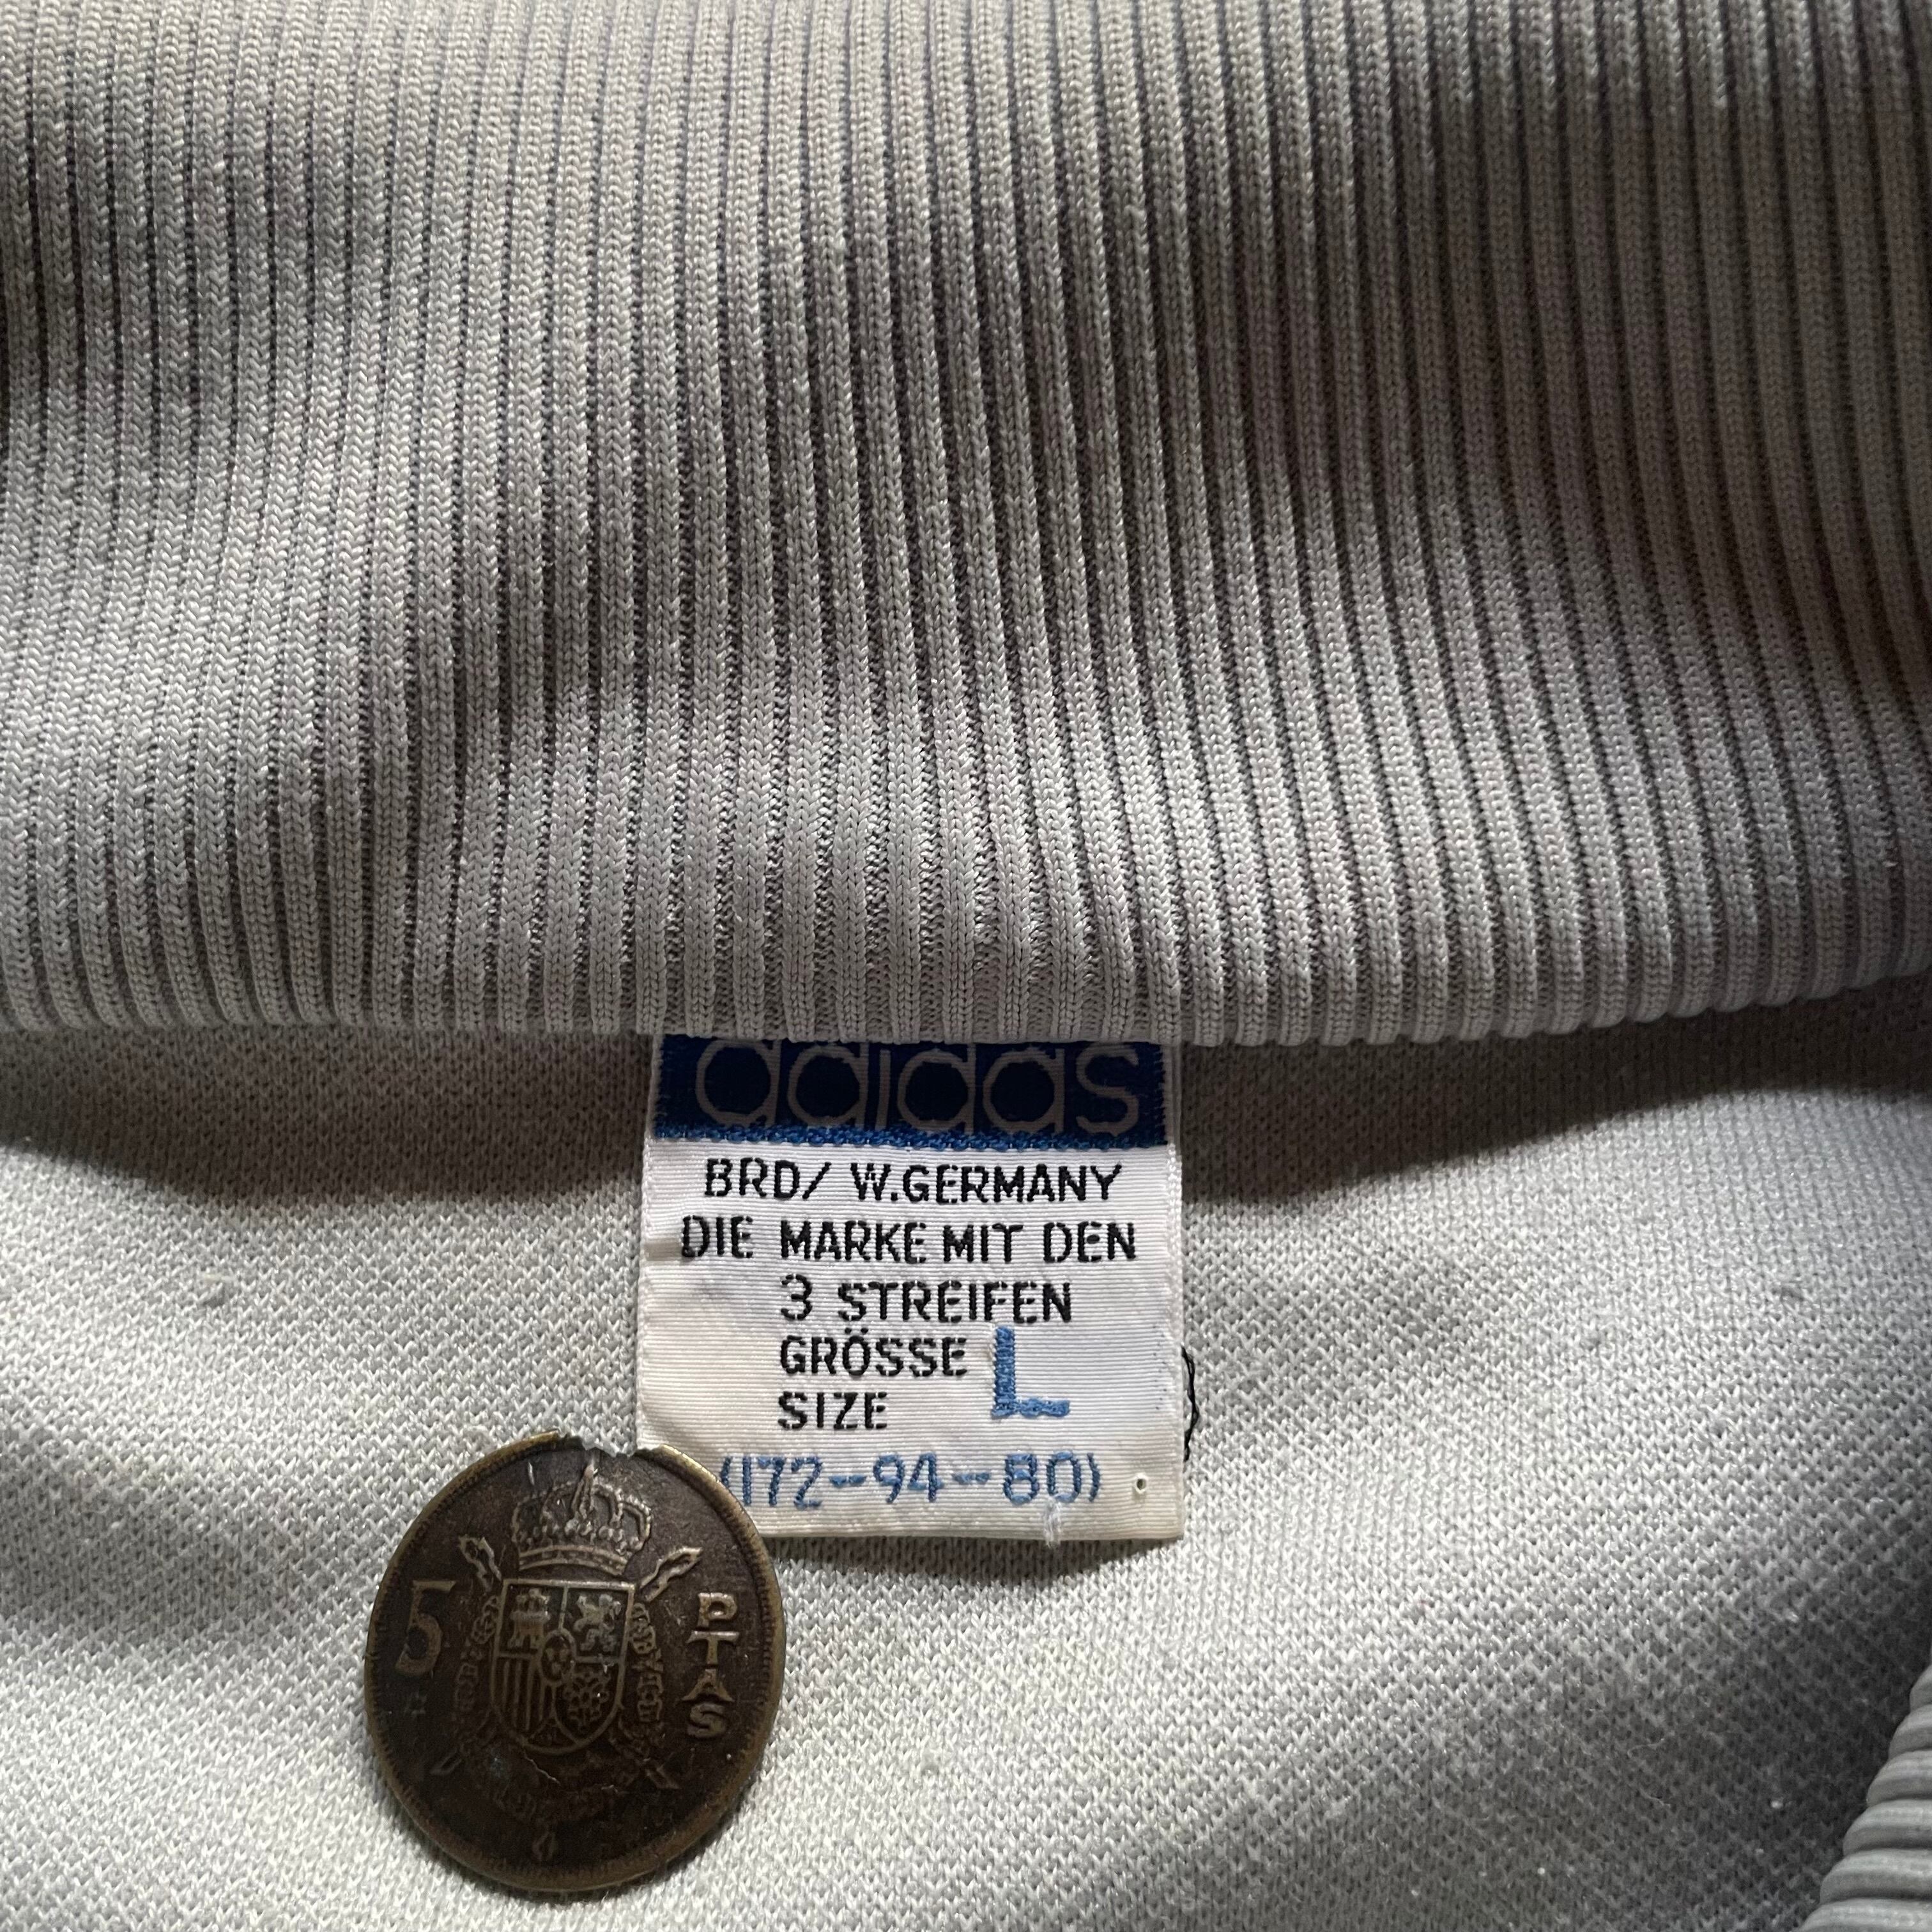 adidas
BRD/ W.GERMANY
DIE MARKE MIT DEN
3 STREIFEN
GRÖSSE L
SIZE
(172-94-80)
5 PTAS